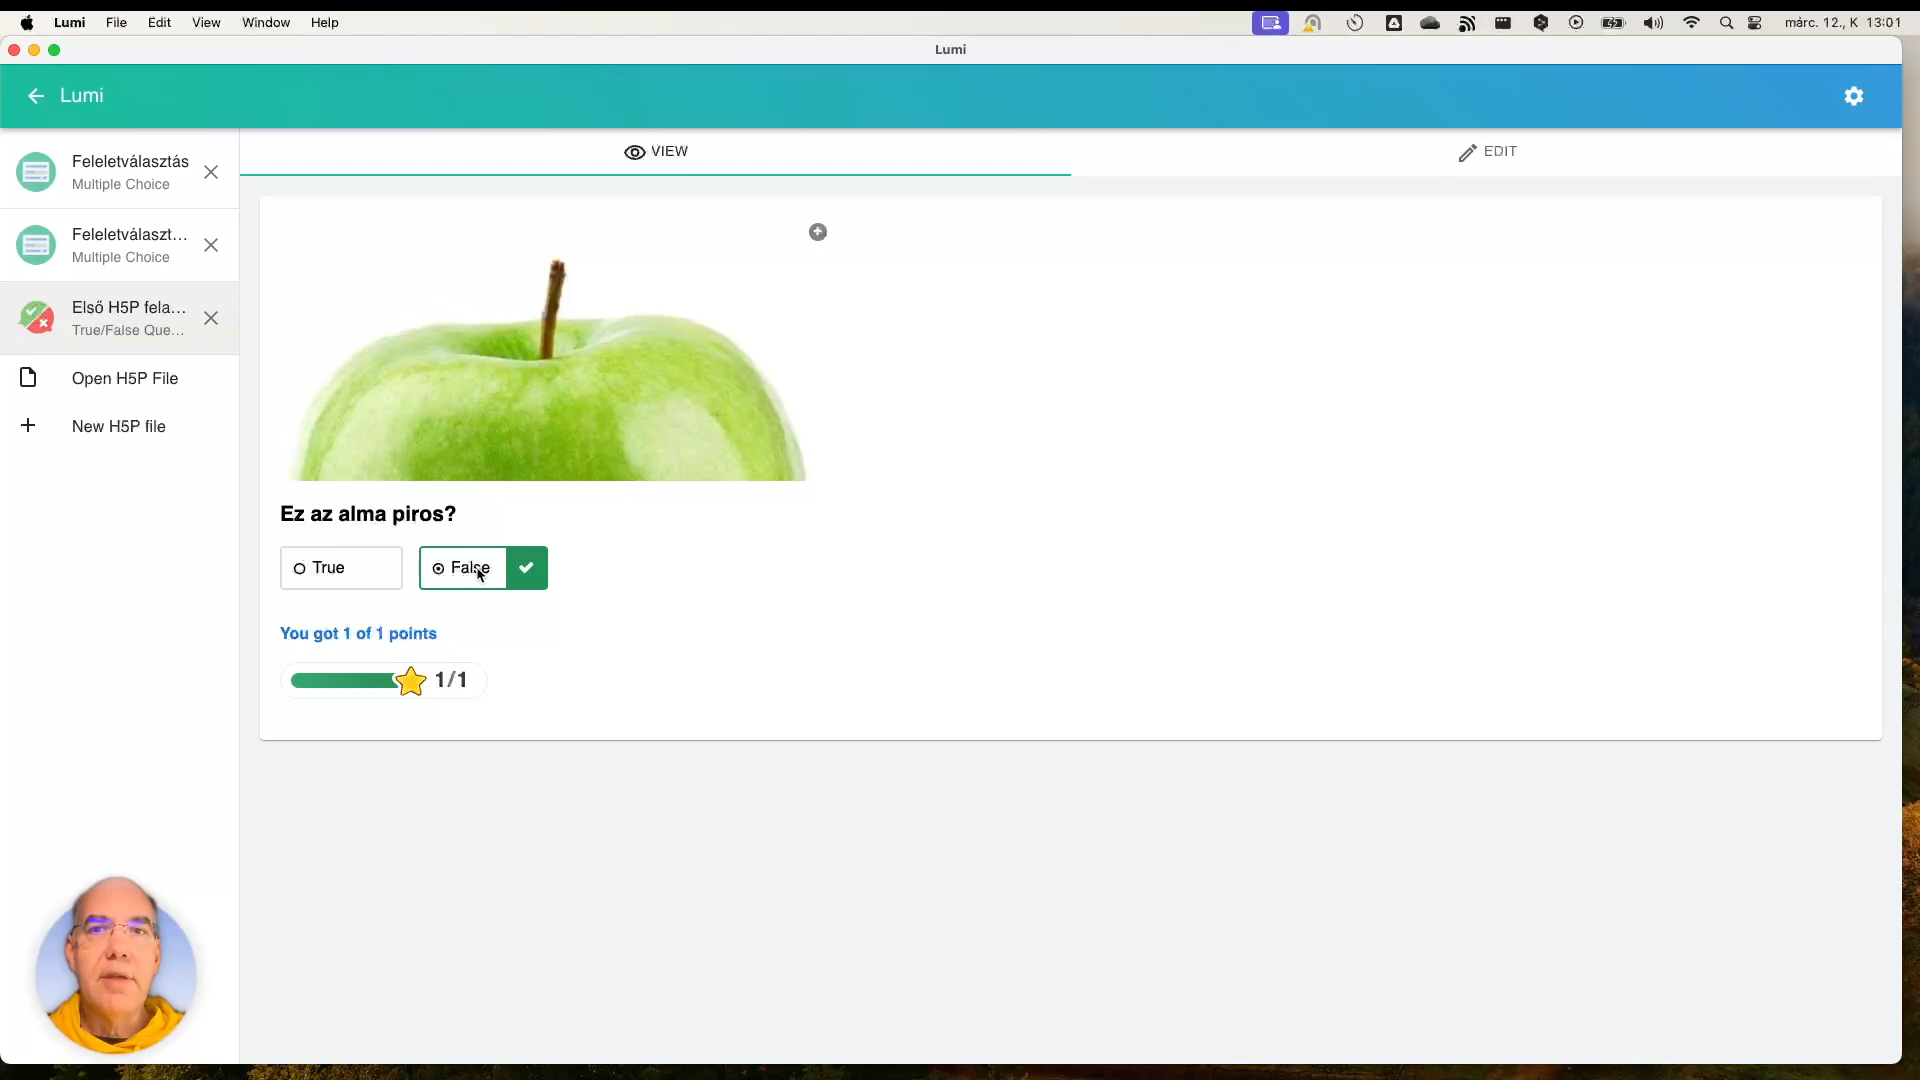 Lumi File Edit View Window Help
márc. 12., K 13:01
Lumi
Lumi
Feleletválasztás
Multiple Choice
Feleletválaszt...
Multiple Choice
Első H5P fela...
True/False Que...
Open H5P File
New H5P file
VIEW
EDIT
Ez az alma piros?
True
False
You got 1 of 1 points
1/1